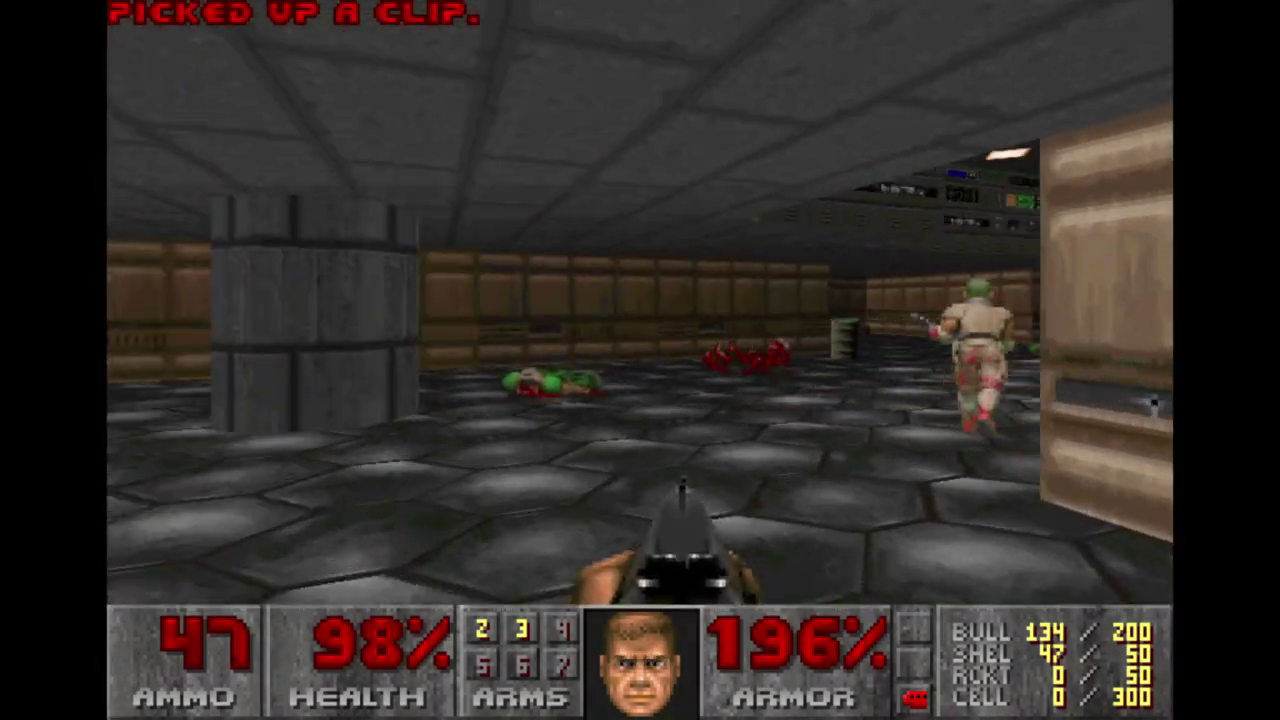 PICKED UP A CLIP.
47 98% 2 3 4 196% BULL 134 / 200
SHEL 47 / 50
5 6 7 RCKT 0 / 50
AMMO HEALTH ARMS ARMOR CELL 0 / 300